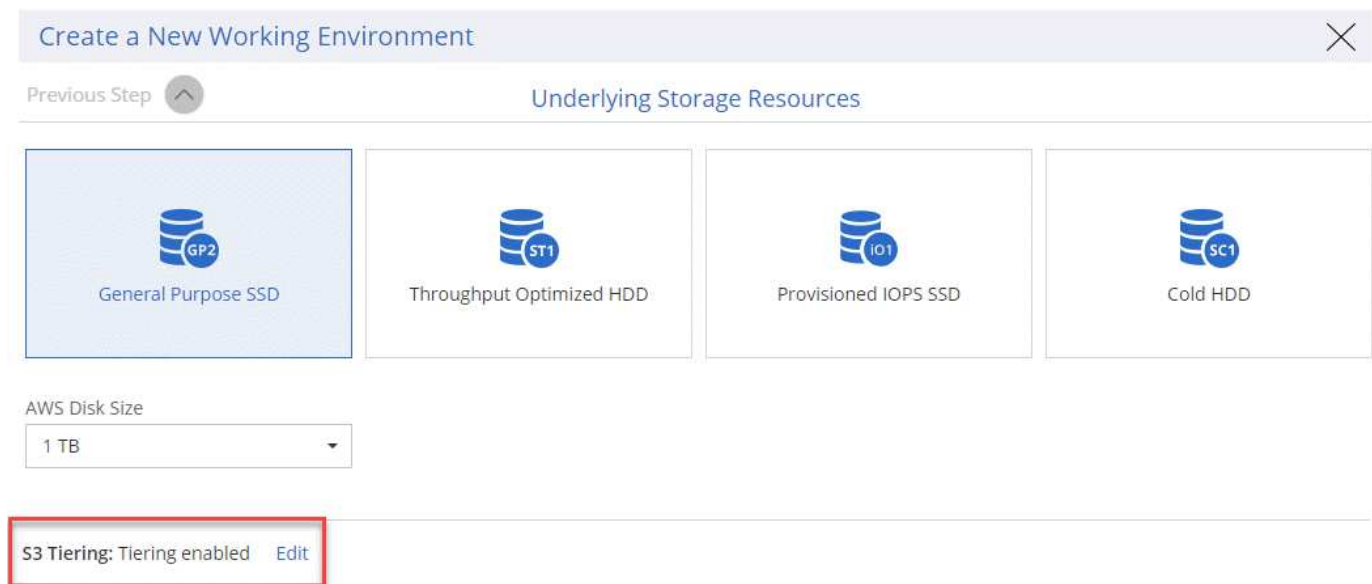 Create a New Working Environment
Previous Step
Underlying Storage Resources
GP2
ST1
iO1
SC1
General Purpose SSD
Throughput Optimized HDD
Provisioned IOPS SSD
Cold HDD
AWS Disk Size
1 TB
S3 Tiering: Tiering enabled Edit